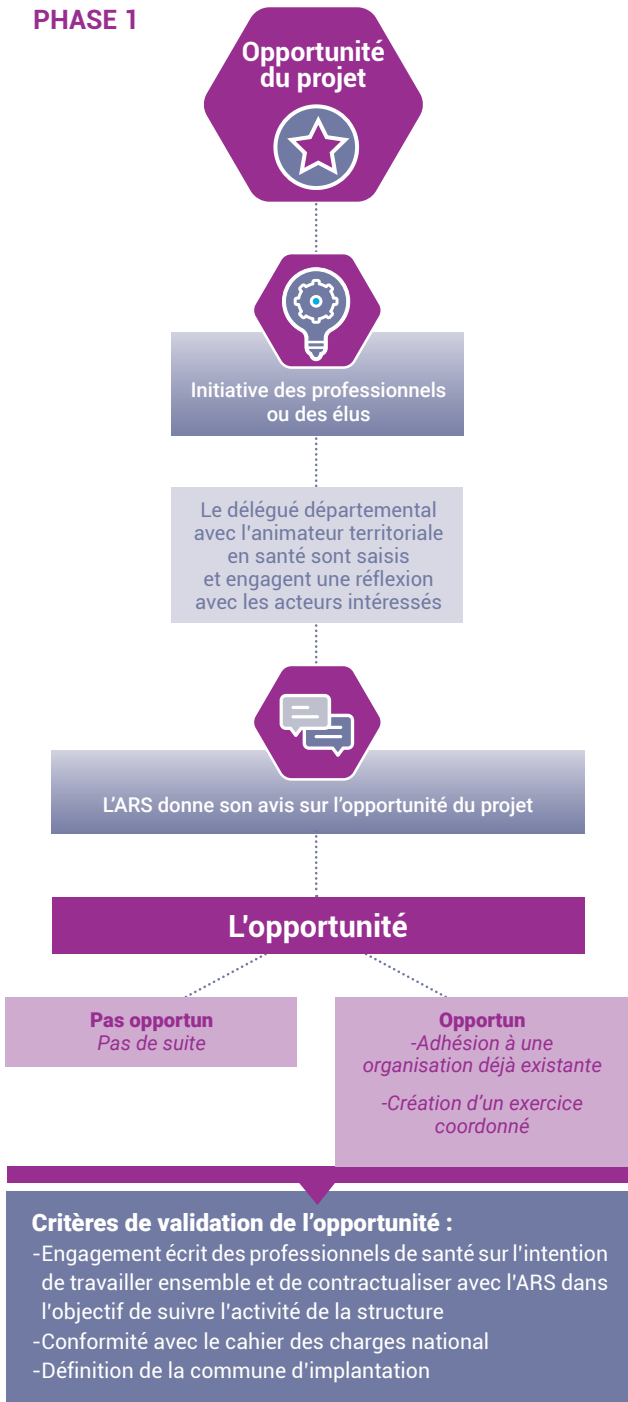 PHASE 1
Opportunité
du projet
Initiative des professionnels
ou des élus
Le délégué départemental
avec l'animateur territoriale
en santé sont saisis
et engagent une réflexion
avec les acteurs intéressés
L'ARS donne son avis sur l'opportunité du projet
L'opportunité
Pas opportun
Pas de suite
Opportun
-Adhésion à une
organisation déjà existante
-Création d'un exercice
coordonné
Critères de validation de l'opportunité :
-Engagement écrit des professionnels de santé sur l'intention
de travailler ensemble et de contractualiser avec l'ARS dans
l'objectif de suivre l'activité de la structure
-Conformité avec le cahier des charges national
-Définition de la commune d'implantation